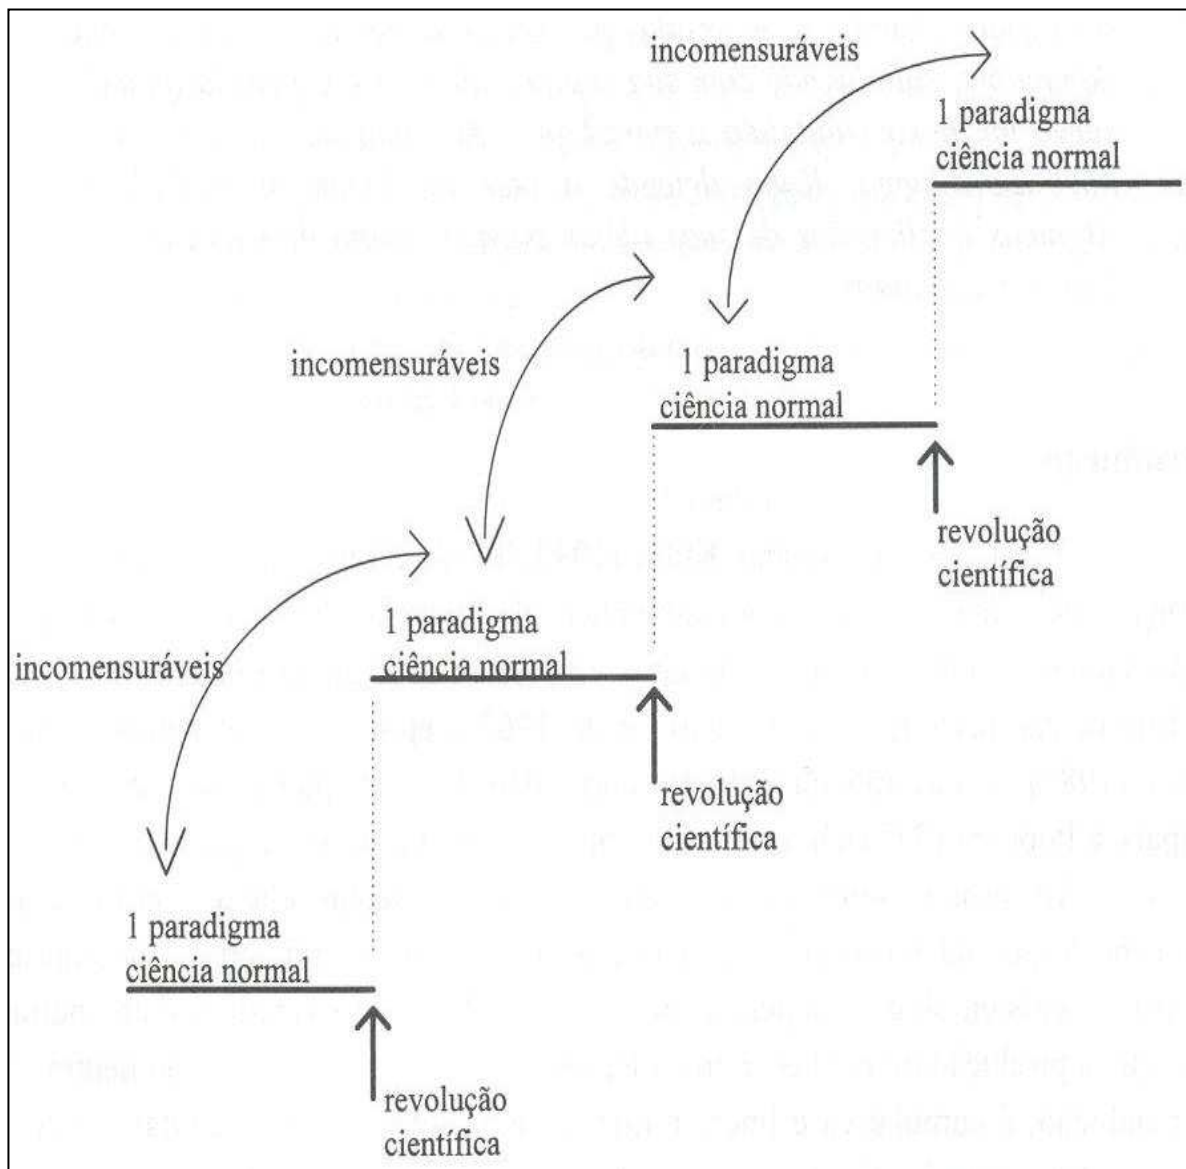 incomensuráveis
1 paradigma
ciência normal
incomensuráveis
1 paradigma
ciência normal
revolução
científica
1 paradigma
ciência normal
incomensuráveis
revolução
científica
1 paradigma
ciência normal
revolução
científica